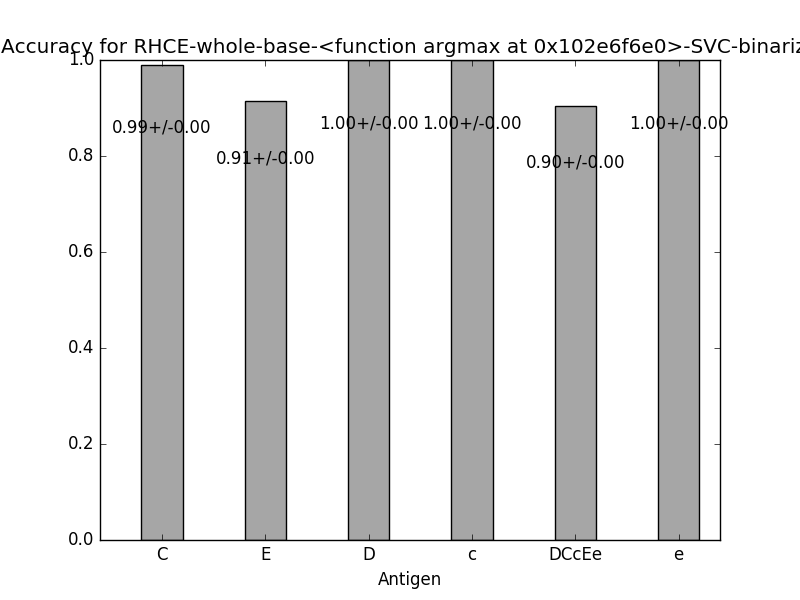 Accuracy for RHCE-whole-base-<function argmax at 0x102e6f6e0>-SVC-binariz
1.0
0.99+/-0.00 1.00+/-0.00 1.00+/-0.00 1.00+/-0.00
0.91+/-0.00 0.90+/-0.00
0.8
0.6
0.4
0.2
0.0
C E D c DCcEe e
Antigen